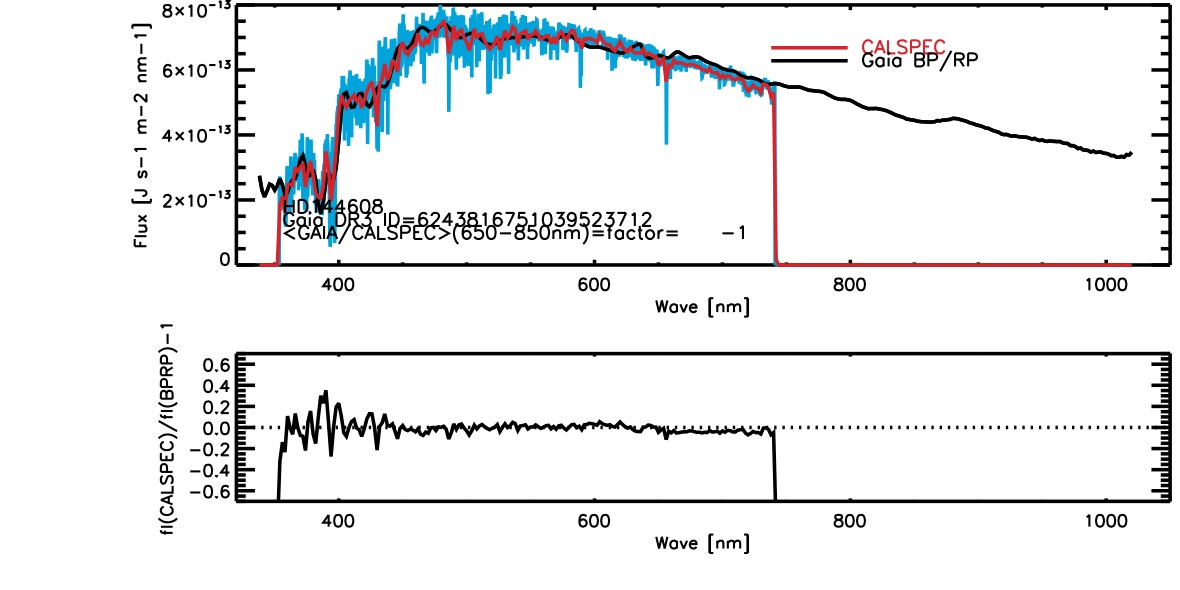 8×10−13
6×10−13
4×10−13
2×10−13
0
Flux [J s−1 m−2 nm−1]
CALSPEC
Gaia BP/RP
HD144608
Gaia DR3 ID=6243816751039523712
<GAIA/CALSPEC>(650−850nm)=factor= −1
400 600 800 1000
Wave [nm]
fl(CALSPEC)/fl(BPRP)−1
0.6
0.4
0.2
0.0
−0.2
−0.4
−0.6
400 600 800 1000
Wave [nm]